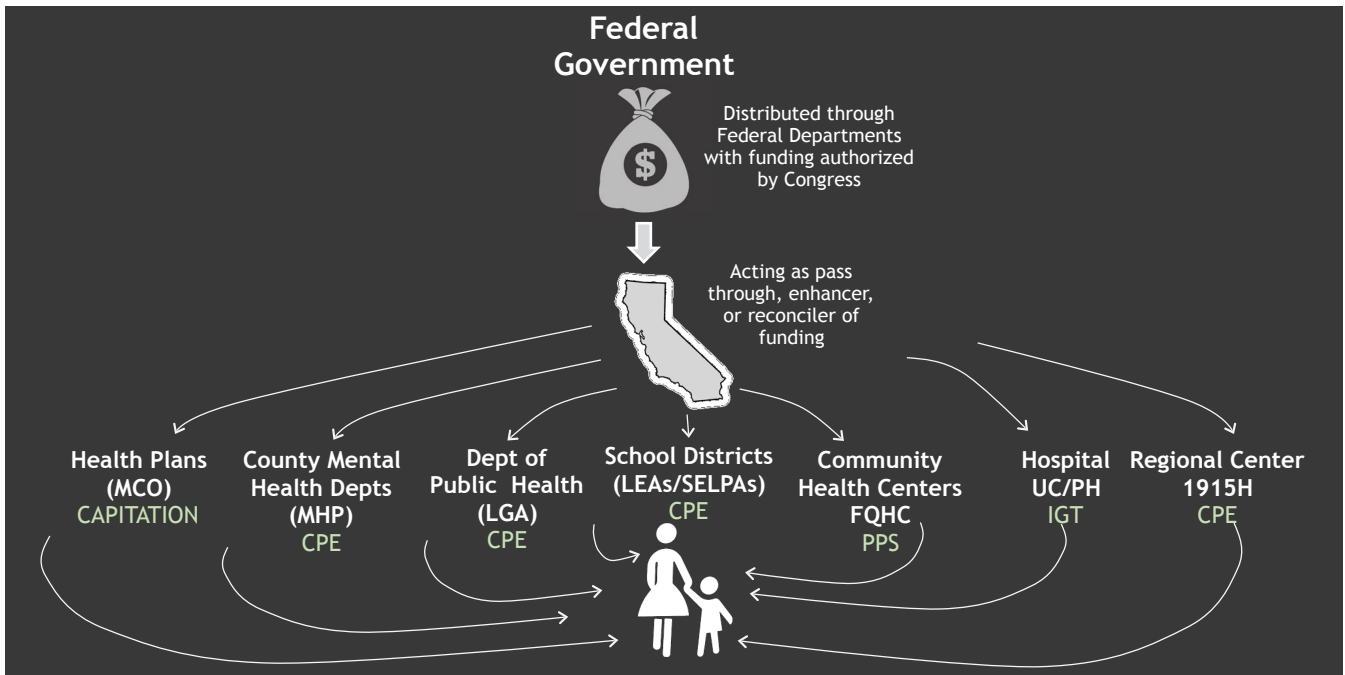 Federal
Government
$
Distributed through
Federal Departments
with funding authorized
by Congress
Acting as pass
through, enhancer,
or reconciler of
funding
Health Plans
(MCO)
CAPITATION
County Mental
Health Depts
(MHP)
CPE
Dept of
Public Health
(LGA)
CPE
School Districts
(LEAs/SELPAs)
CPE
Community
Health Centers
FQHC
PPS
Hospital
UC/PH
IGT
Regional Center
1915H
CPE